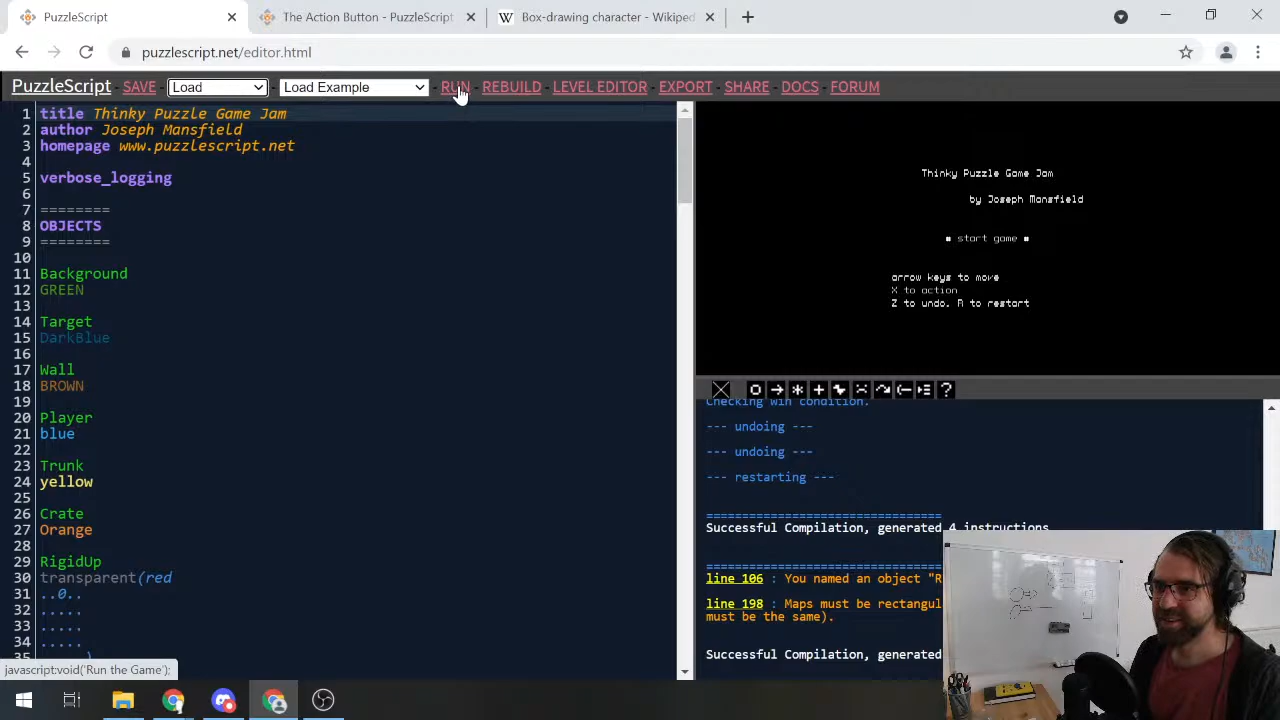 PuzzleScript
The Action Button - PuzzleScript
Box-drawing character - Wikiped
puzzlescript.net/editor.html
PuzzleScript - SAVE - Load - Load Example - RUN - REBUILD - LEVEL EDITOR - EXPORT - SHARE - DOCS - FORUM
1 title Thinky Puzzle Game Jam
2 author Joseph Mansfield
3 homepage www.puzzlescript.net
4
5 verbose_logging
6
7 ========
8 OBJECTS
9 ========
10
11 Background
12 GREEN
13
14 Target
15 DarkBlue
16
17 Wall
18 BROWN
19
20 Player
21 blue
22
23 Trunk
24 yellow
25
26 Crate
27 Orange
28
29 RigidUp
30 transparent(red
31 ..0..
32 .....
33 .....
34 .....
35
javascript:void('Run the Game');
Thinky Puzzle Game Jam
by Joseph Mansfield
# start game #
arrow keys to move
X to action
Z to undo. R to restart
Checking win condition.
--- undoing ---
--- undoing ---
--- restarting ---
=================================
Successful Compilation, generated 4 instructions
=================================
line 106 : You named an object "R
line 198 : Maps must be rectangul
must be the same).
Successful Compilation, generated